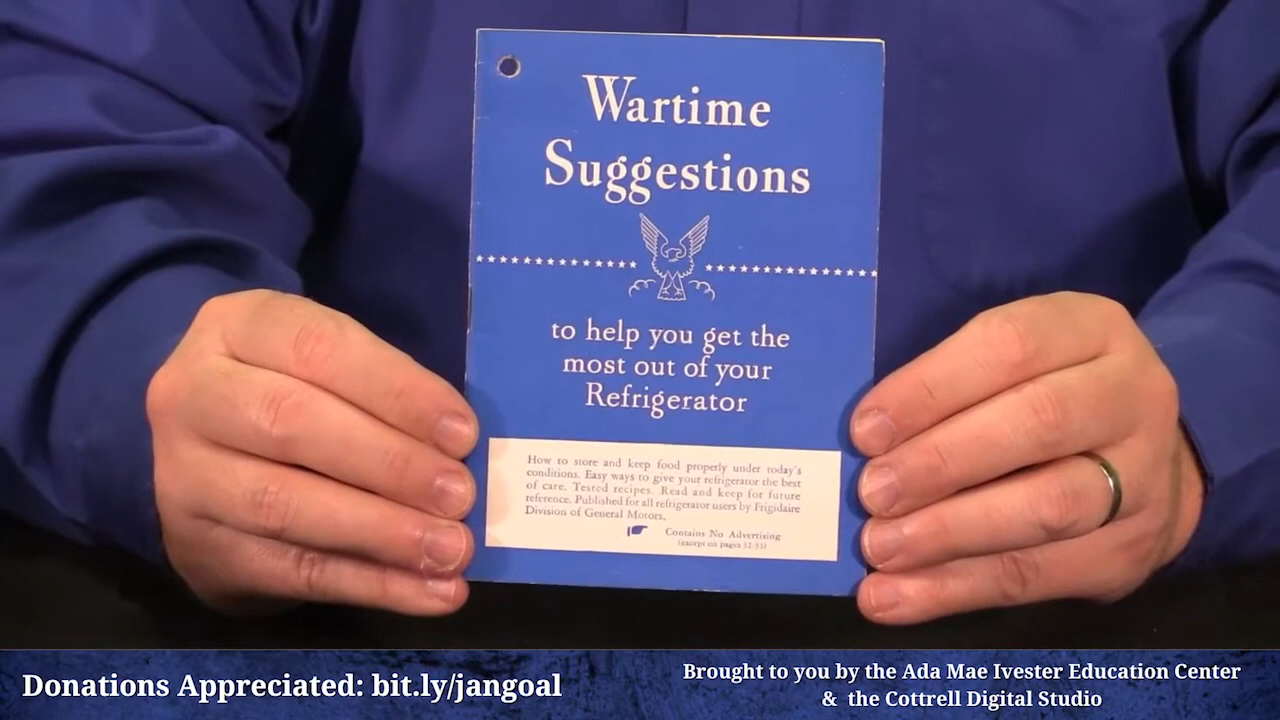 Wartime
Suggestions
to help you get the
most out of your
Refrigerator
How to store and keep food properly under today's
conditions. Easy ways to give your refrigerator the best
of care. Tested recipes. Read and keep for future
reference. Published for all refrigerator users by Frigidaire
Division of General Motors.
Contains No Advertising
(except on pages 32-33)
Donations Appreciated: bit.ly/jangoal
Brought to you by the Ada Mae Ivester Education Center
& the Cottrell Digital Studio